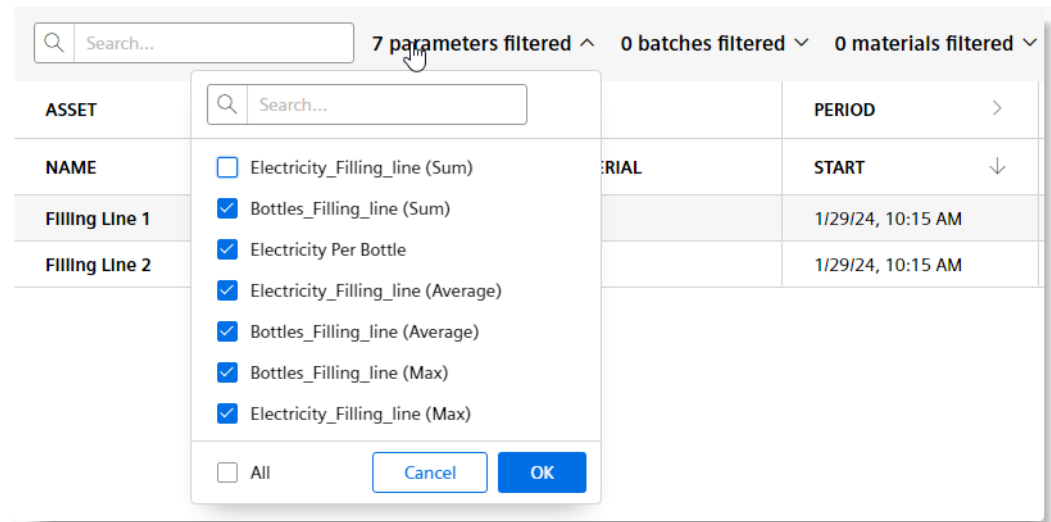 Search... 7 parameters filtered 0 batches filtered 0 materials filtered
Search...
ASSET PERIOD
NAME ERIAL START
Electricity_Filling_line (Sum)
Bottles_Filling_line (Sum)
Filling Line 1 1/29/24, 10:15 AM
Electricity Per Bottle
Filling Line 2 1/29/24, 10:15 AM
Electricity_Filling_line (Average)
Bottles_Filling_line (Average)
Bottles_Filling_line (Max)
Electricity_Filling_line (Max)
All Cancel OK